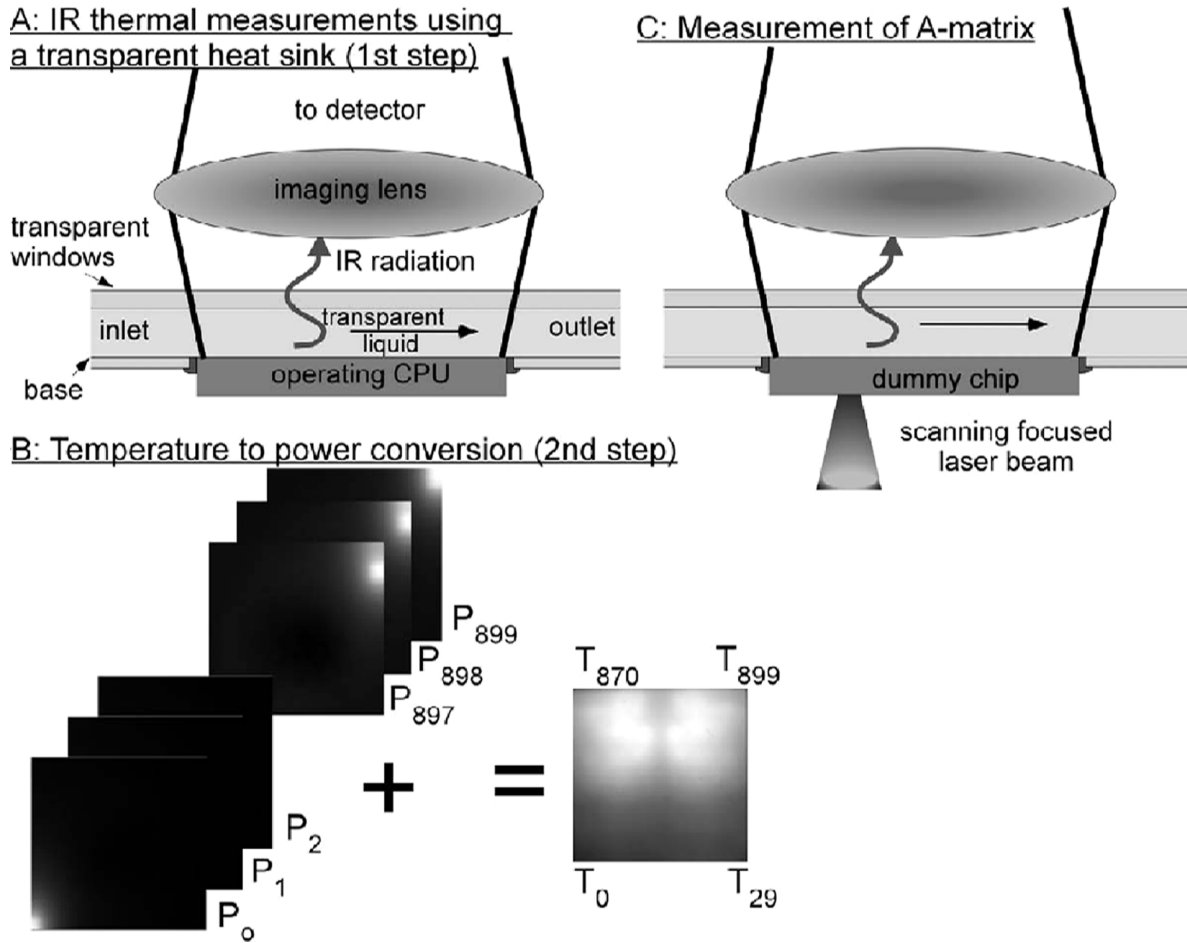 A: IR thermal measurements using
a transparent heat sink (1st step)
to detector
imaging lens
transparent
windows
IR radiation
inlet
transparent
liquid
outlet
base
operating CPU
C: Measurement of A-matrix
dummy chip
scanning focused
laser beam
B: Temperature to power conversion (2nd step)
P899
P898
P897
P2
P1
Po
+
=
T870
T899
T0
T29